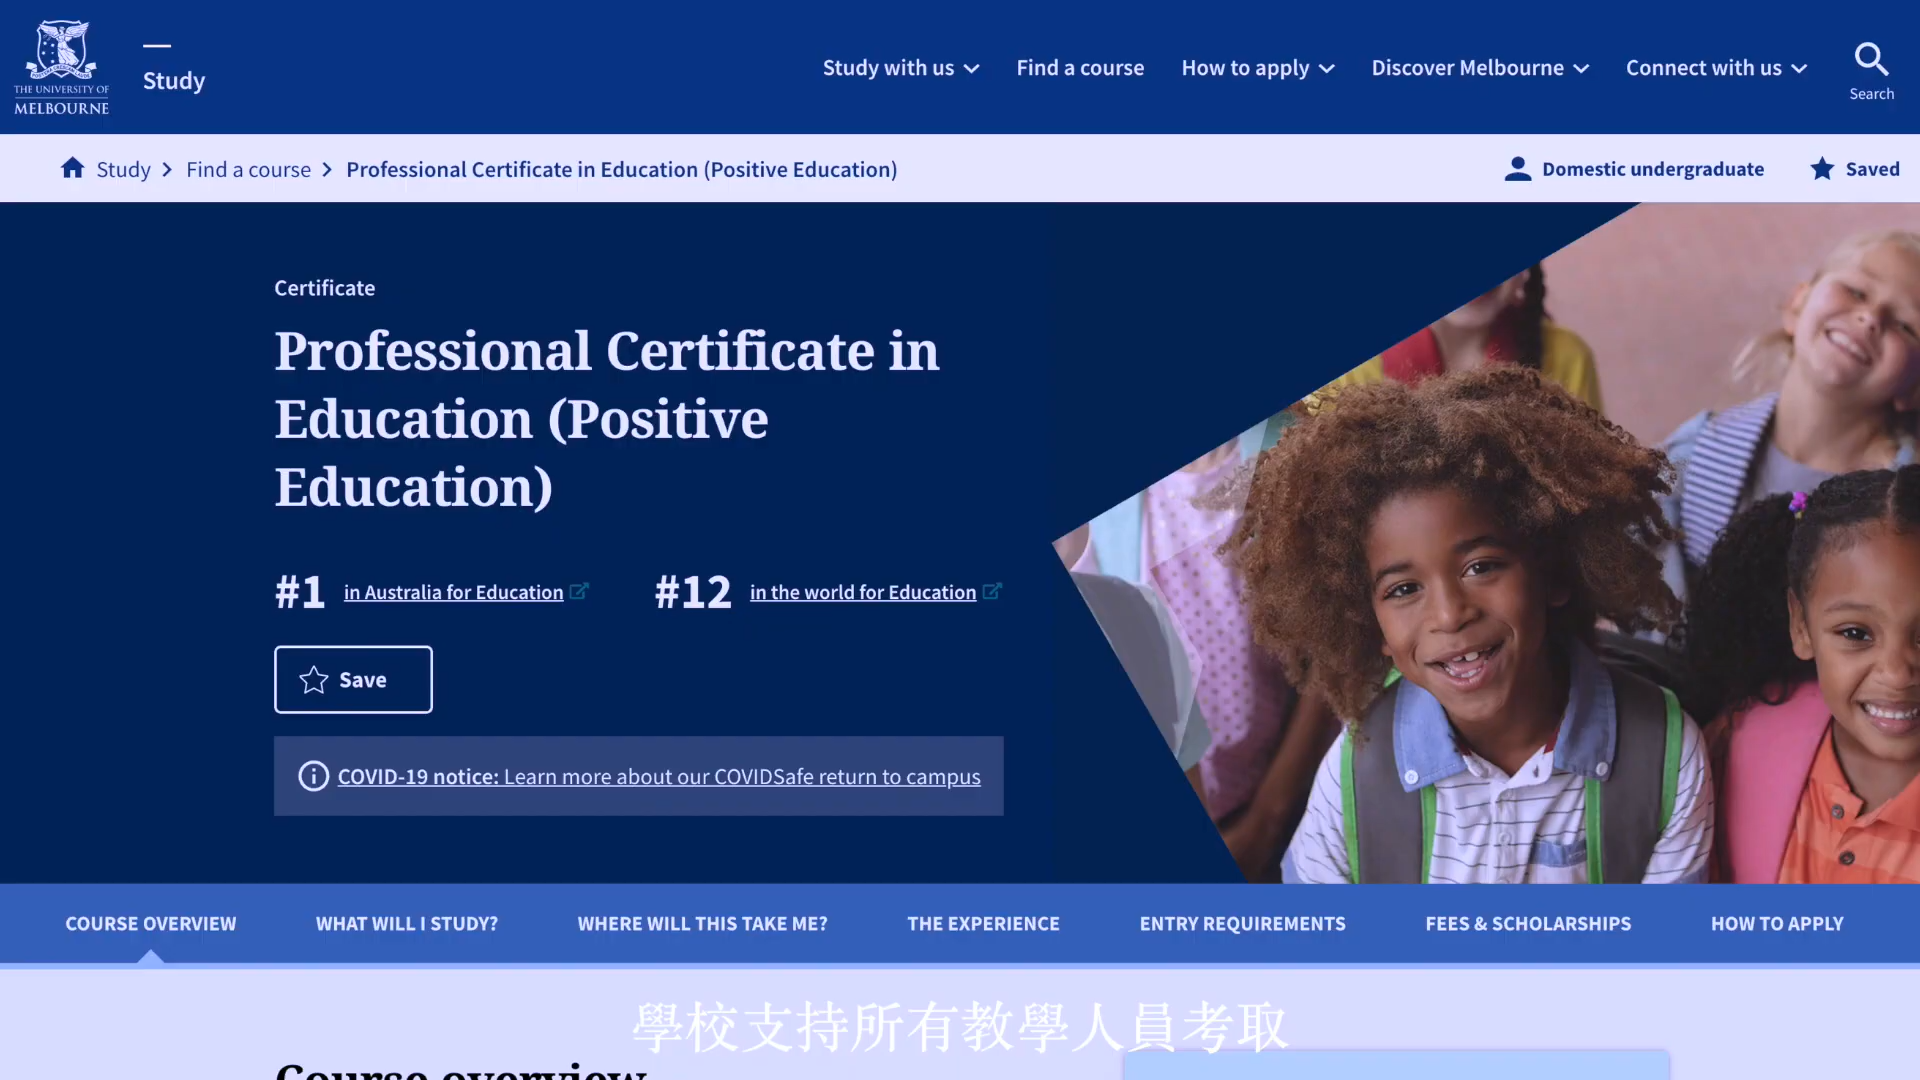 THE UNIVERSITY OF
MELBOURNE
Study
Study with us
Find a course
How to apply
Discover Melbourne
Connect with us
Search
Study
Find a course
Professional Certificate in Education (Positive Education)
Domestic undergraduate
Saved
Certificate
Professional Certificate in
Education (Positive
Education)
#1 in Australia for Education
#12 in the world for Education
Save
COVID-19 notice: Learn more about our COVIDSafe return to campus
COURSE OVERVIEW
WHAT WILL I STUDY?
WHERE WILL THIS TAKE ME?
THE EXPERIENCE
ENTRY REQUIREMENTS
FEES & SCHOLARSHIPS
HOW TO APPLY
學校支持所有教學人員考取
Course overview